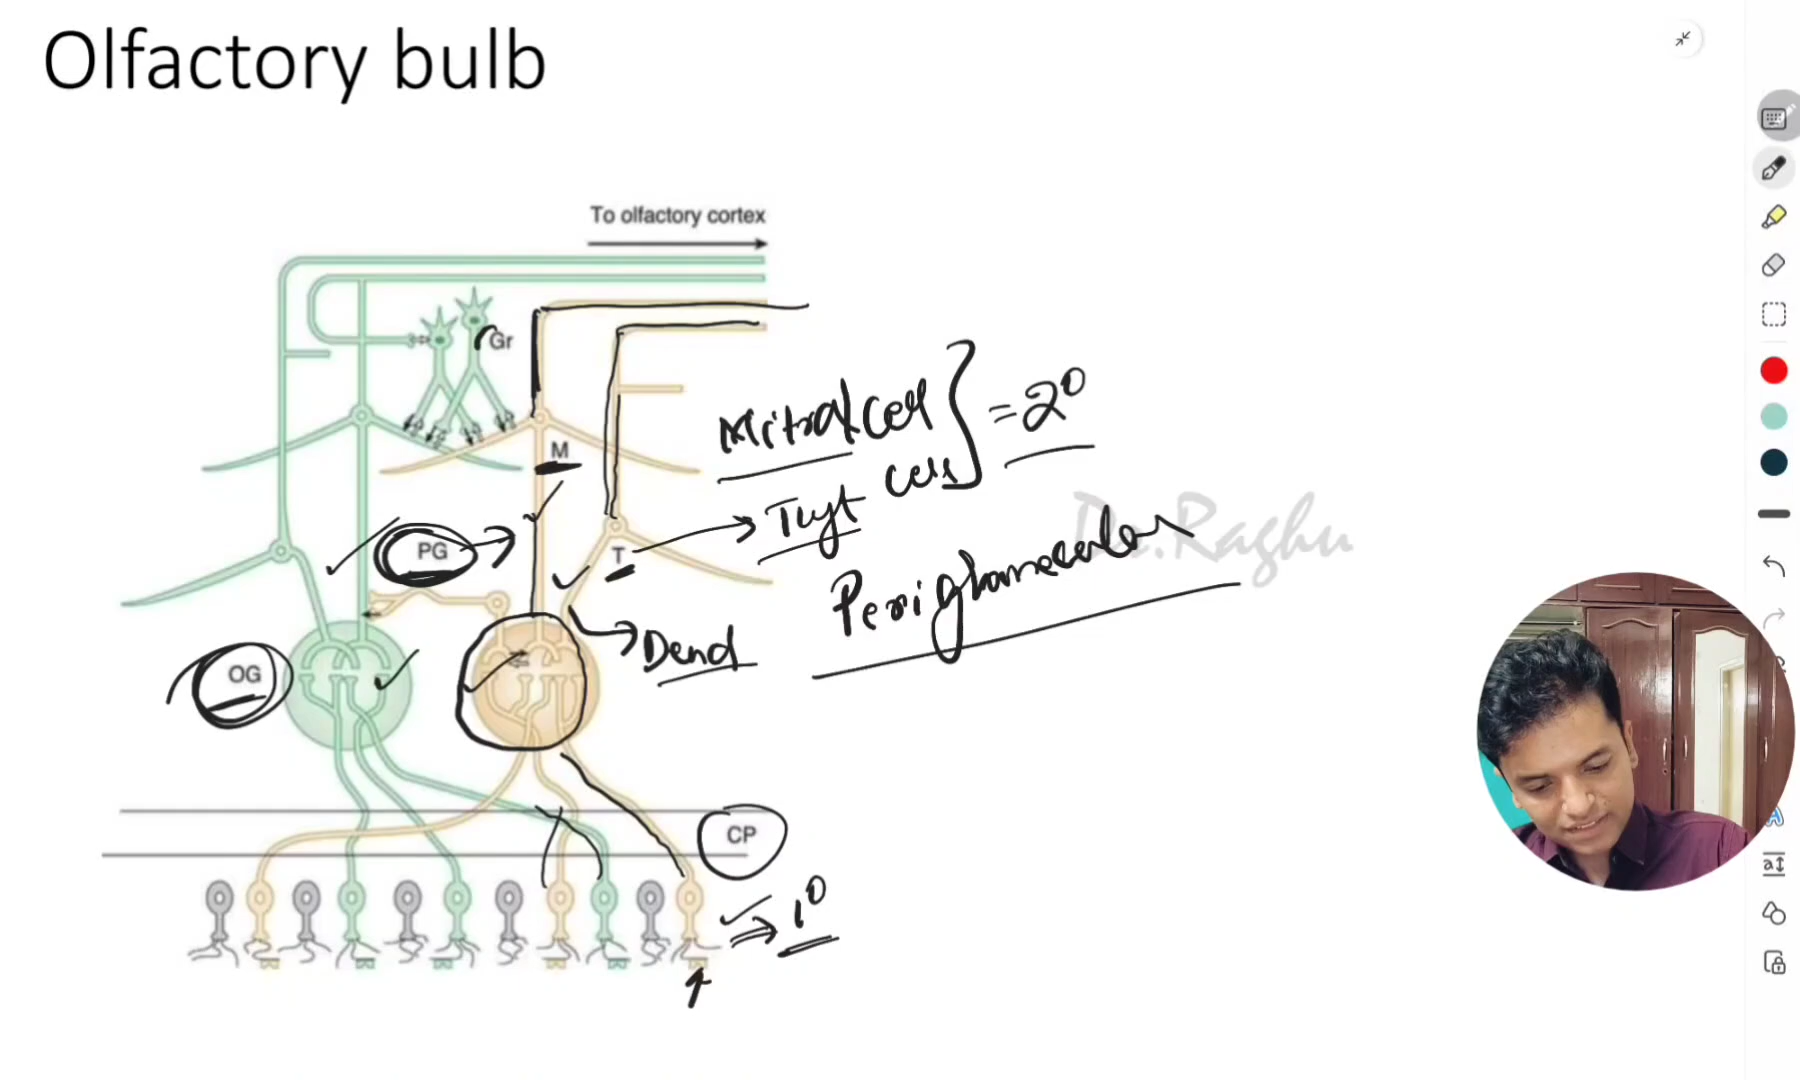 Olfactory bulb
To olfactory cortex
Gr
Mitral cell
= 2°
M
Tuft cells
PG
T
Dr.Raghu
Periglomerular
Dend
OG
CP
1°